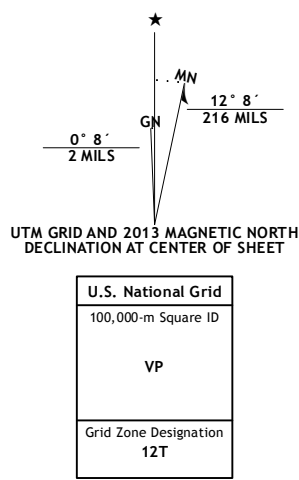 ★
MN
GN
12° 8´
216 MILS
0° 8´
2 MILS
UTM GRID AND 2013 MAGNETIC NORTH
DECLINATION AT CENTER OF SHEET
U.S. National Grid
100,000-m Square ID
VP
Grid Zone Designation
12T